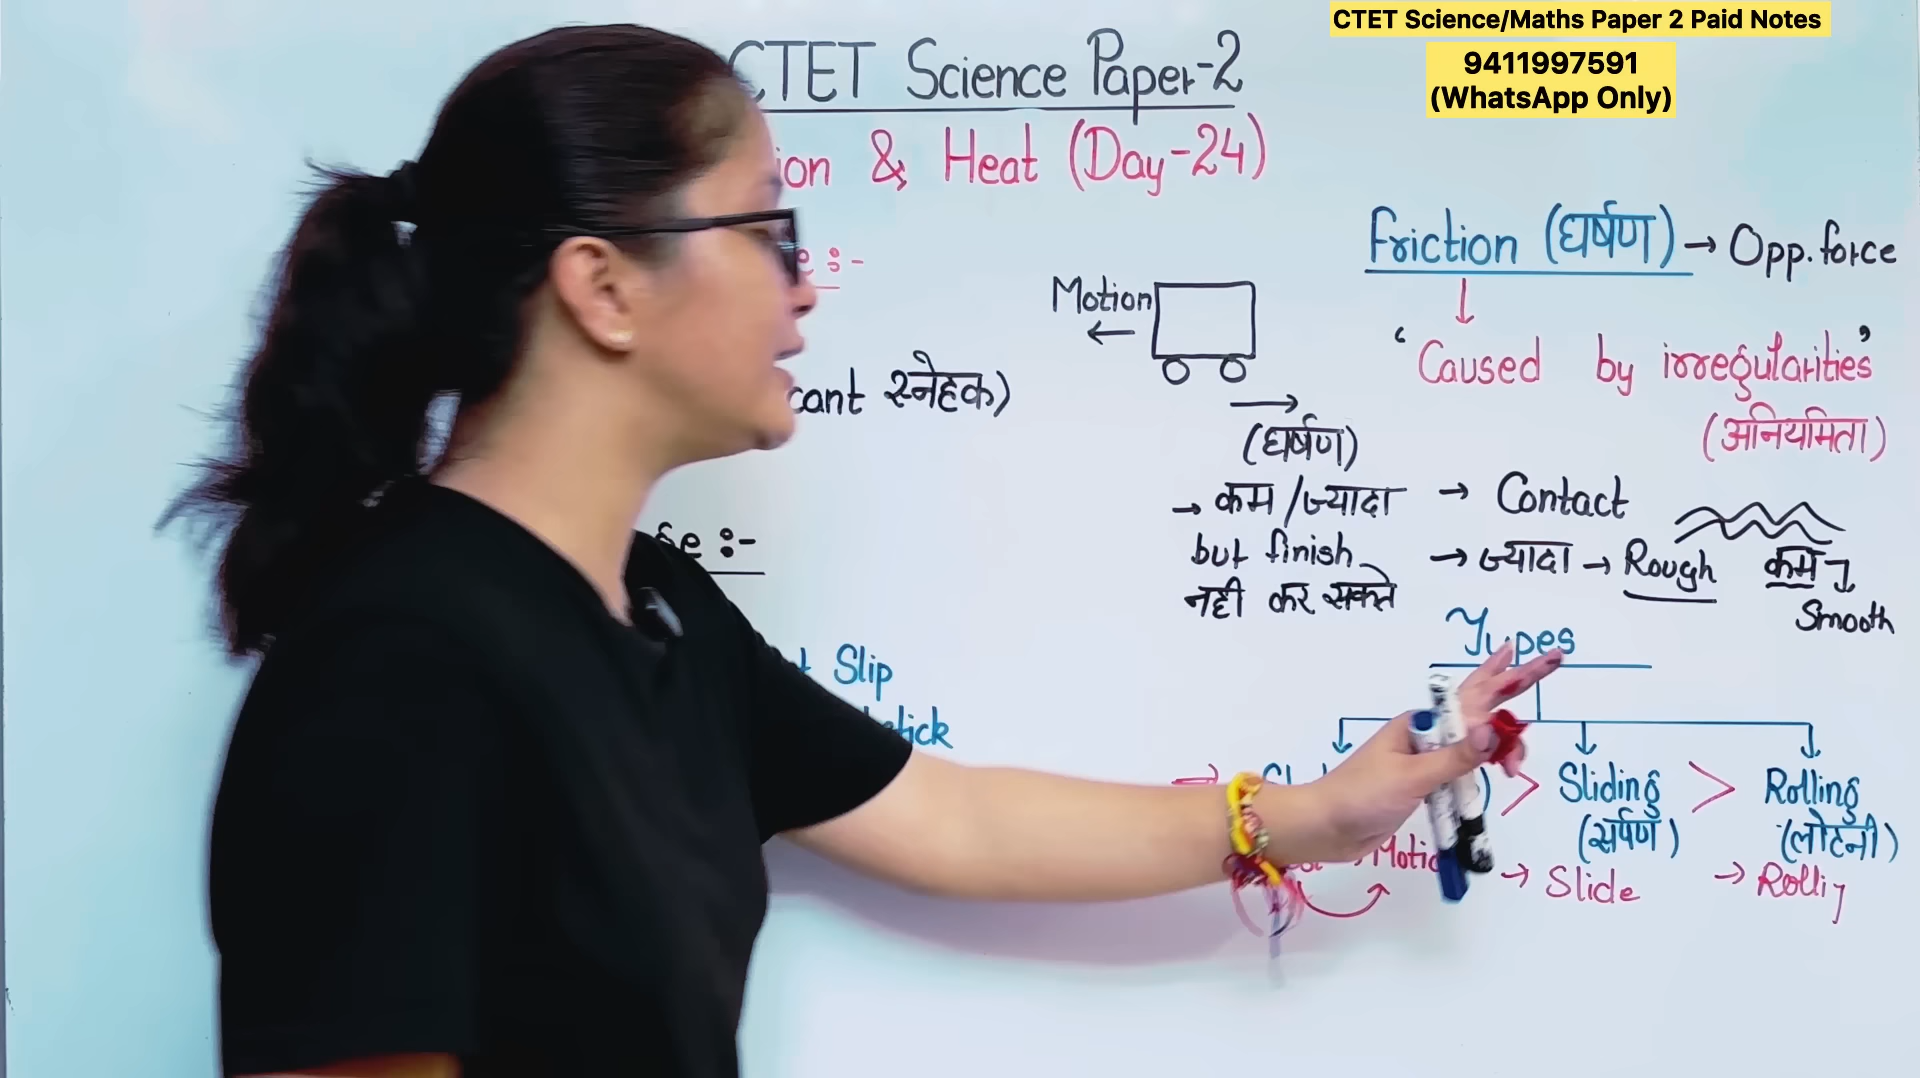 CTET Science/Maths Paper 2 Paid Notes
9411997591
(WhatsApp Only)
CTET Science Paper-2
& Heat (Day-24)
Friction (घर्षण) → Opp. force
Motion
←
↓
'Caused by irregularities'
(अनियमिता)
स्नेहक)
→
(घर्षण)
→ कम/ज्यादा
but finish
नही कर सकते
→ Contact
→ ज्यादा → Rough
कम
Smooth
:-
:-
Slip
Types
> Sliding > Rolling
(सर्पण) (लोटनी)
→ Slide → Rolling